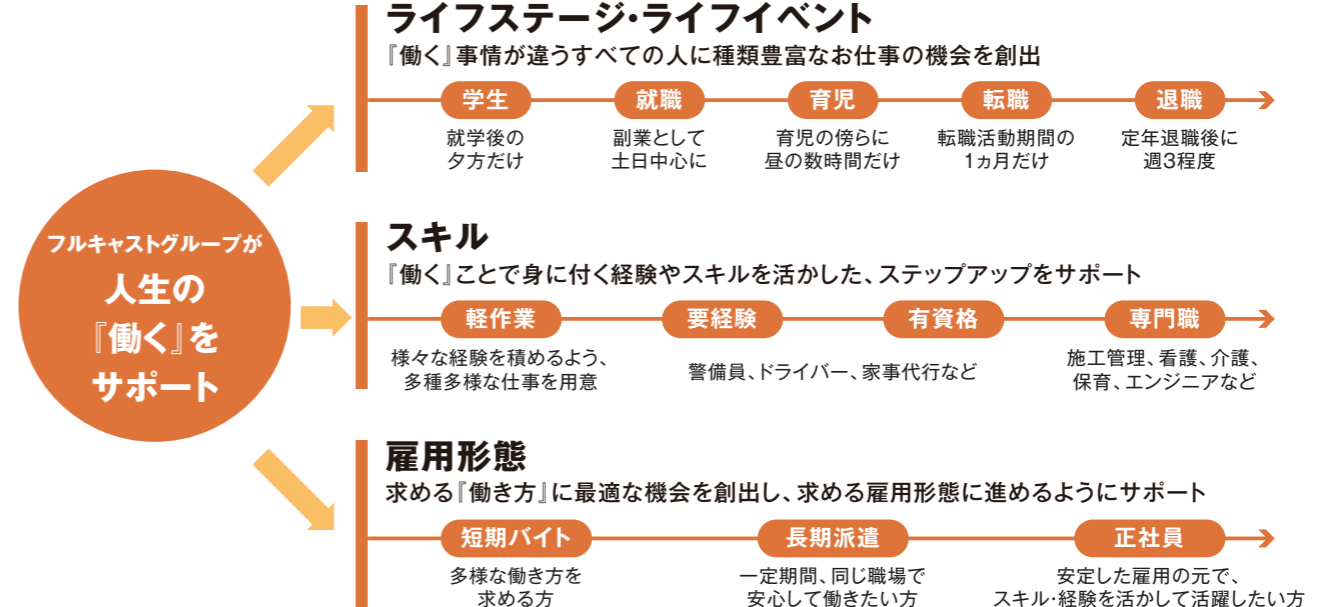 フルキャストグループが
人生の
『働く』を
サポート
ライフステージ・ライフイベント
『働く』事情が違うすべての人に種類豊富なお仕事の機会を創出
学生
就学後の
夕方だけ
就職
副業として
土日中心に
育児
育児の傍らに
昼の数時間だけ
転職
転職活動期間の
1ヵ月だけ
退職
定年退職後に
週3程度
スキル
『働く』ことで身に付く経験やスキルを活かした、ステップアップをサポート
軽作業
様々な経験を積めるよう、
多種多様な仕事を用意
要経験
有資格
警備員、ドライバー、家事代行など
専門職
施工管理、看護、介護、
保育、エンジニアなど
雇用形態
求める『働き方』に最適な機会を創出し、求める雇用形態に進めるようにサポート
短期バイト
多様な働き方を
求める方
長期派遣
一定期間、同じ職場で
安心して働きたい方
正社員
安定した雇用の元で、
スキル・経験を活かして活躍したい方